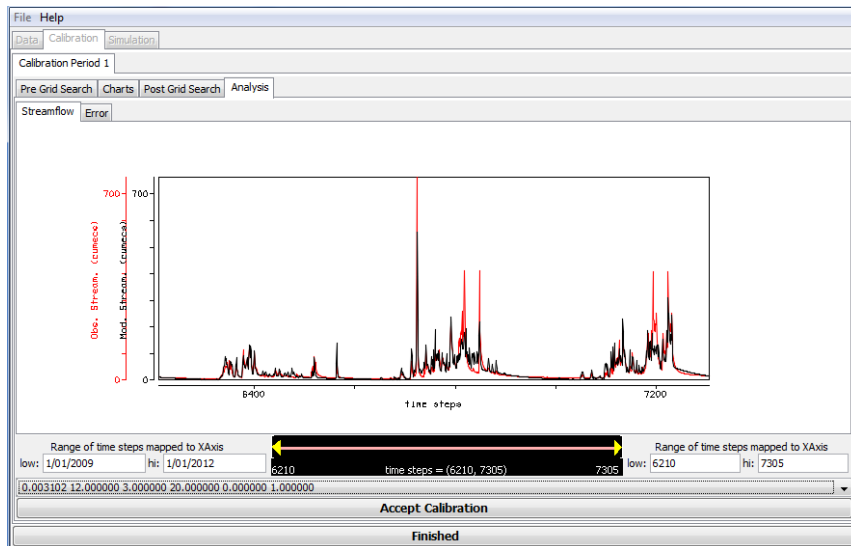 File Help
Data Calibration Simulation
Calibration Period 1
Pre Grid Search Charts Post Grid Search Analysis
Streamflow Error
700 700
Obs. Stream. (cumecs)
Mod. Stream. (cumecs)
0 0
6400 7200
time steps
Range of time steps mapped to XAxis
low: 1/01/2009 hi: 1/01/2012
6210 time steps = (6210, 7305) 7305
Range of time steps mapped to XAxis
low: 6210 hi: 7305
0.003102 12.000000 3.000000 20.000000 0.000000 1.000000
Accept Calibration
Finished